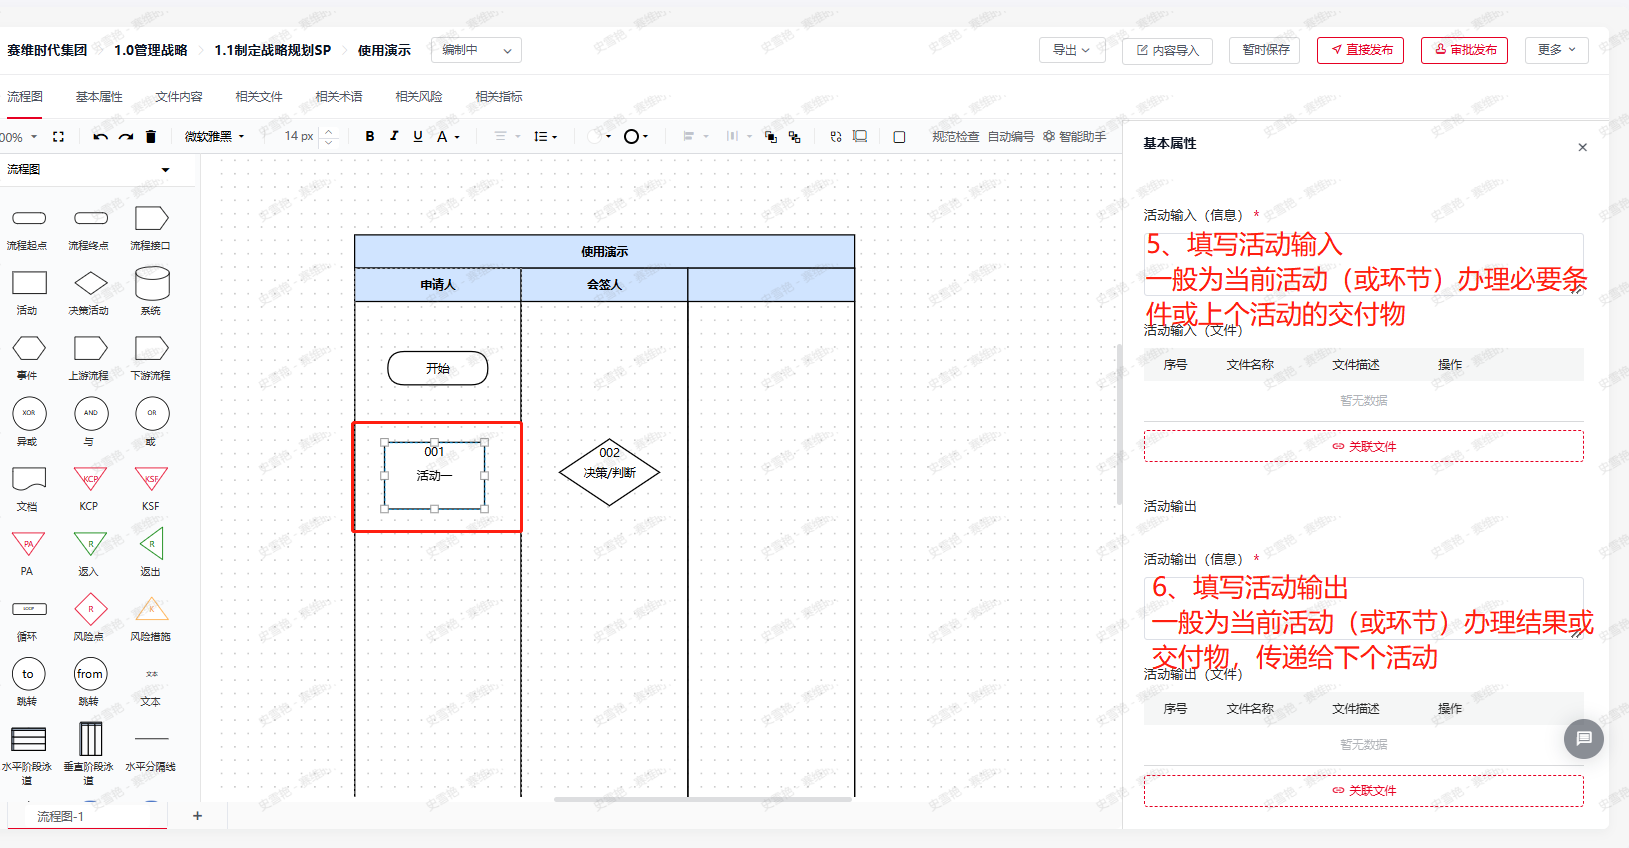 赛维时代集团 1.0管理战略 1.1制定战略规划SP 使用演示 编制中 导出 内容导入 暂时保存 直接发布 审批发布 更多
流程图 基本属性 文件内容 相关文件 相关术语 相关风险 相关指标
00% 微软雅黑 14 px B I U A 规范检查 自动编号 智能助手
流程图
流程起点 流程终点 流程接口
活动 决策活动 系统
事件 上游流程 下游流程
XOR AND OR
异或 与 或
KCP KSF
文档 KCP KSF
PA R R
PA 返入 返出
LOOP R K
循环 风险点 风险措施
to from 文本
跳转 跳转 文本
水平阶段泳道 垂直阶段泳道 水平分隔线
流程图-1 +
使用演示
申请人 会签人
开始
001
活动一
002
决策/判断
基本属性
活动输入（信息） *
5、填写活动输入
一般为当前活动（或环节）办理必要条
件或上个活动的交付物
活动输入（文件）
序号 文件名称 文件描述 操作
暂无数据
关联文件
活动输出
活动输出（信息） *
6、填写活动输出
一般为当前活动（或环节）办理结果或
交付物，传递给下个活动
活动输出（文件）
序号 文件名称 文件描述 操作
暂无数据
关联文件